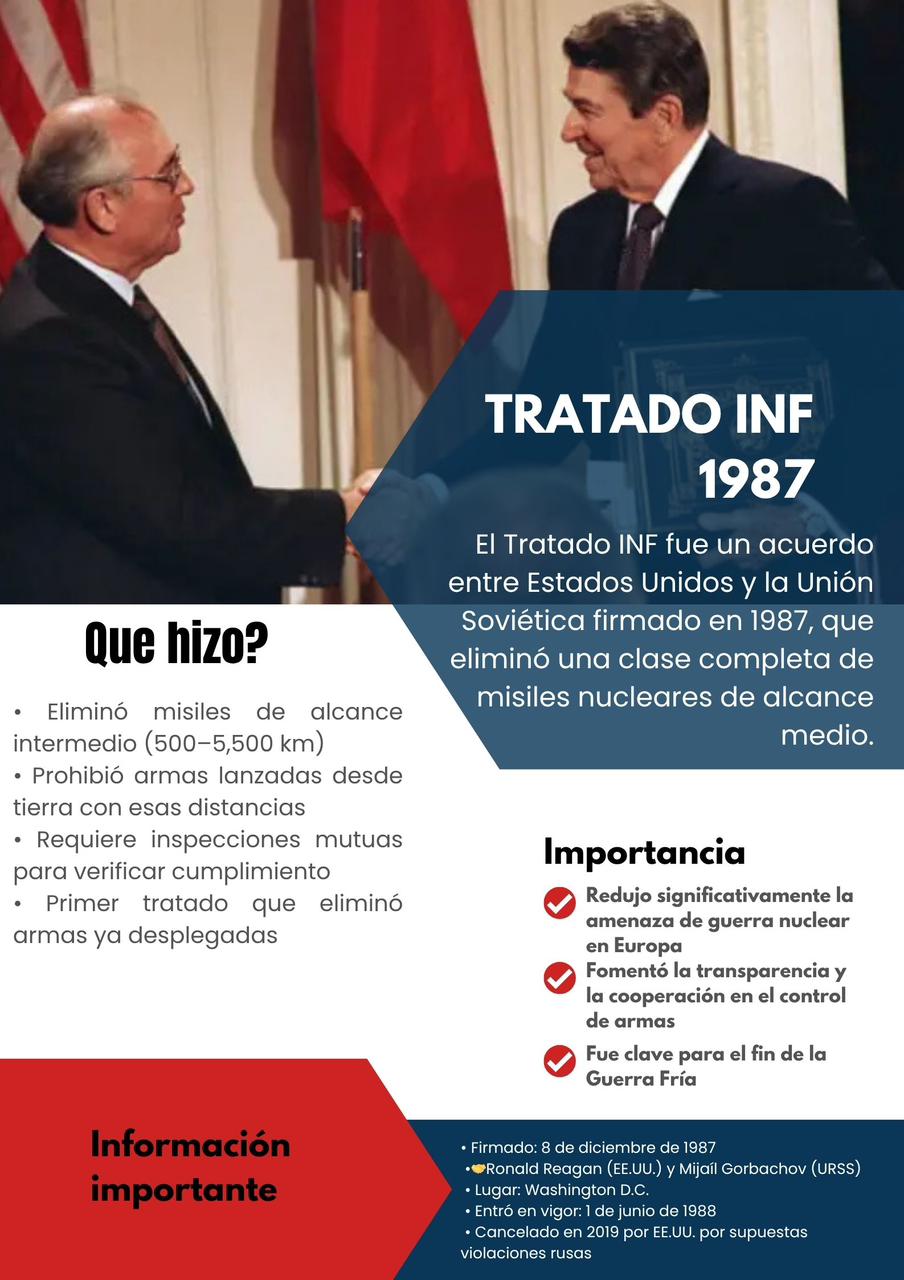 TRATADO INF
1987
El Tratado INF fue un acuerdo
entre Estados Unidos y la Unión
Soviética firmado en 1987, que
eliminó una clase completa de
misiles nucleares de alcance
medio.
Que hizo?
• Eliminó misiles de alcance
intermedio (500–5,500 km)
• Prohibió armas lanzadas desde
tierra con esas distancias
• Requiere inspecciones mutuas
para verificar cumplimiento
• Primer tratado que eliminó
armas ya desplegadas
Importancia
Redujo significativamente la
amenaza de guerra nuclear
en Europa
Fomentó la transparencia y
la cooperación en el control
de armas
Fue clave para el fin de la
Guerra Fría
Información
importante
• Firmado: 8 de diciembre de 1987
•🤝Ronald Reagan (EE.UU.) y Mijaíl Gorbachov (URSS)
• Lugar: Washington D.C.
• Entró en vigor: 1 de junio de 1988
• Cancelado en 2019 por EE.UU. por supuestas
violaciones rusas